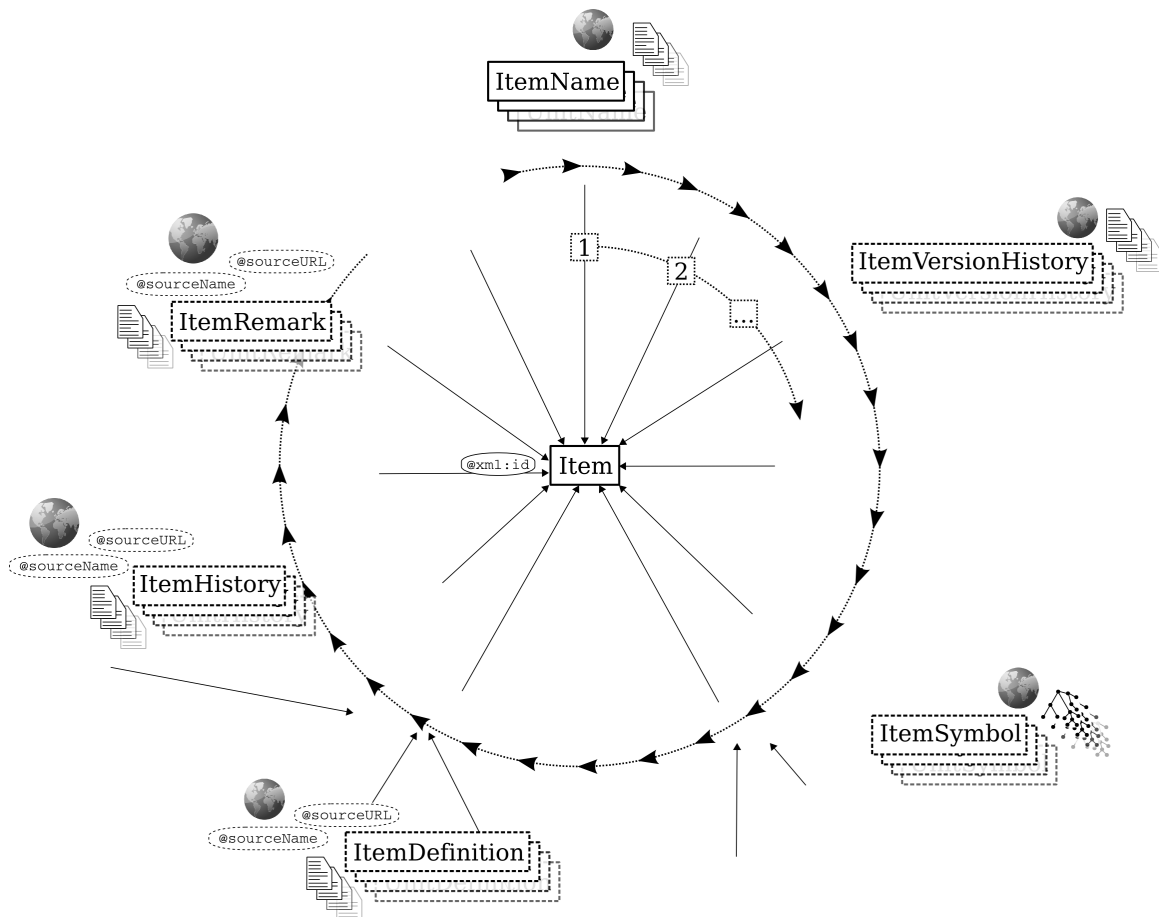 ItemName
1
2
...
ItemVersionHistory
@sourceURL
@sourceName
ItemRemark
@xml:id
Item
@sourceURL
@sourceName
ItemHistory
ItemSymbol
@sourceURL
@sourceName
ItemDefinition